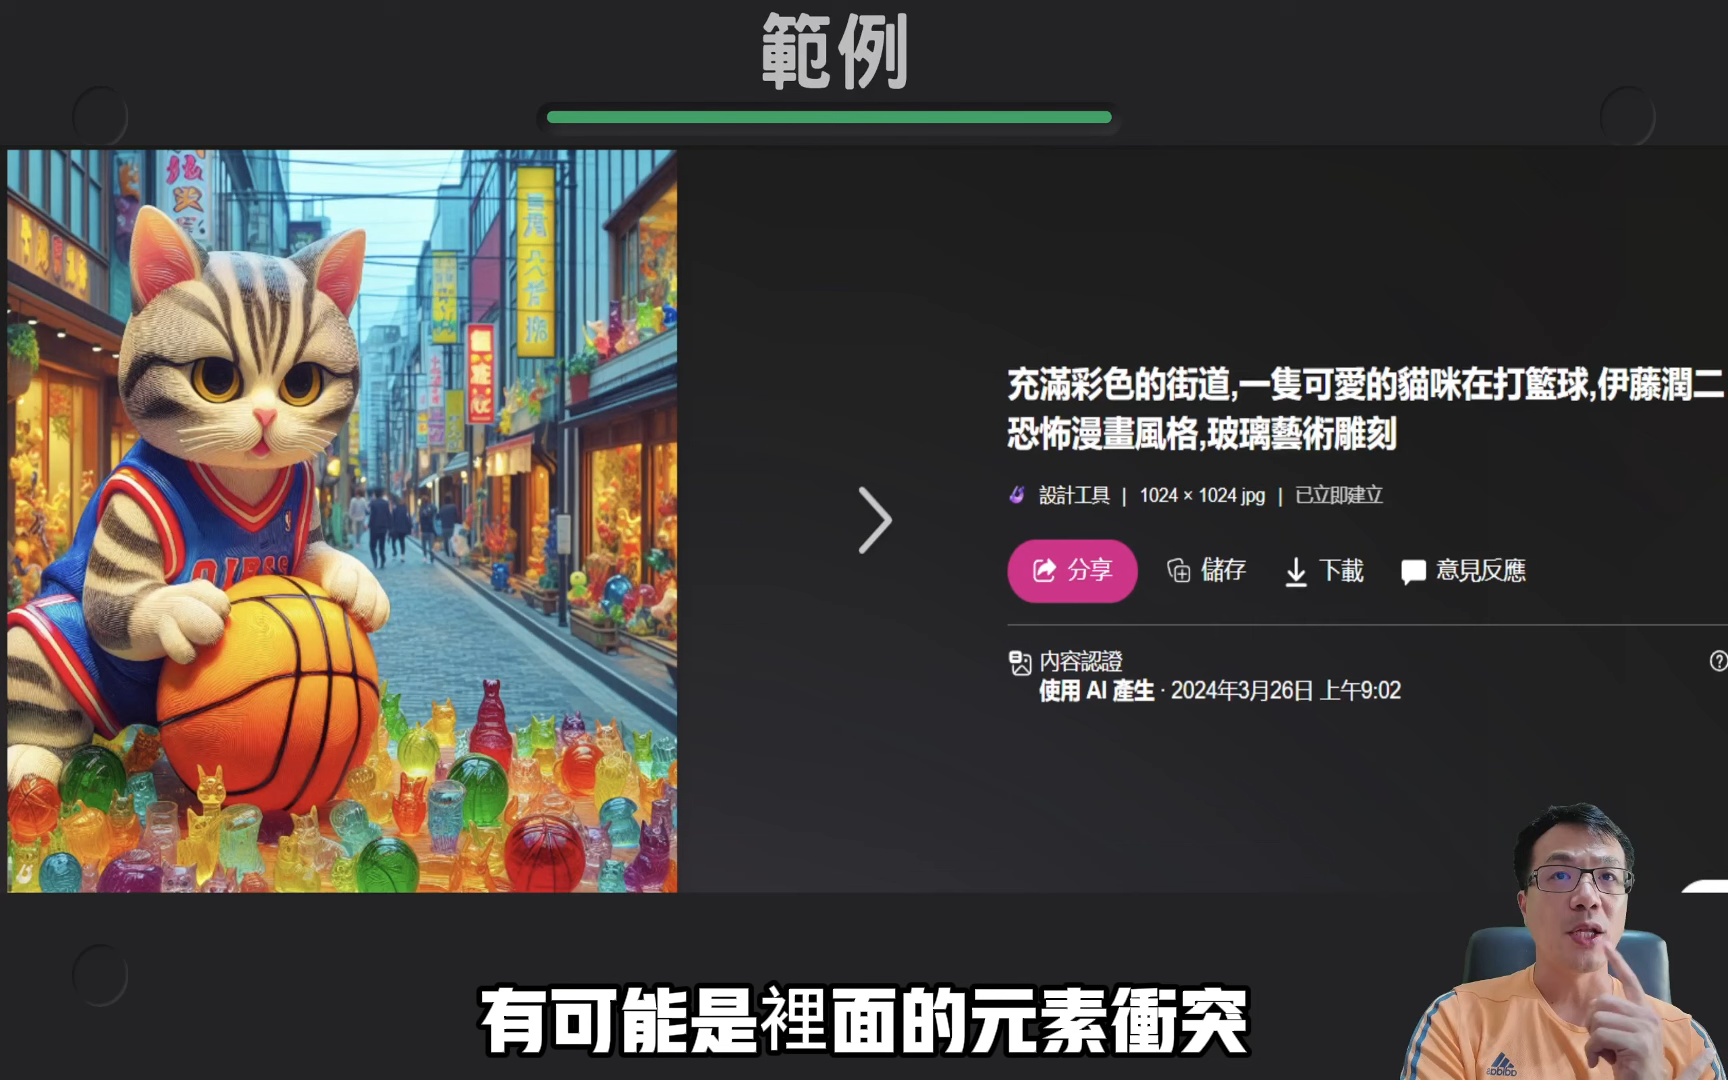 範例
充滿彩色的街道,一隻可愛的貓咪在打籃球,伊藤潤二
恐怖漫畫風格,玻璃藝術雕刻
設計工具 | 1024 × 1024 jpg | 已立即建立
分享 儲存 下載 意見反應
內容認證
使用 AI 產生 · 2024年3月26日 上午9:02
有可能是裡面的元素衝突
adidas